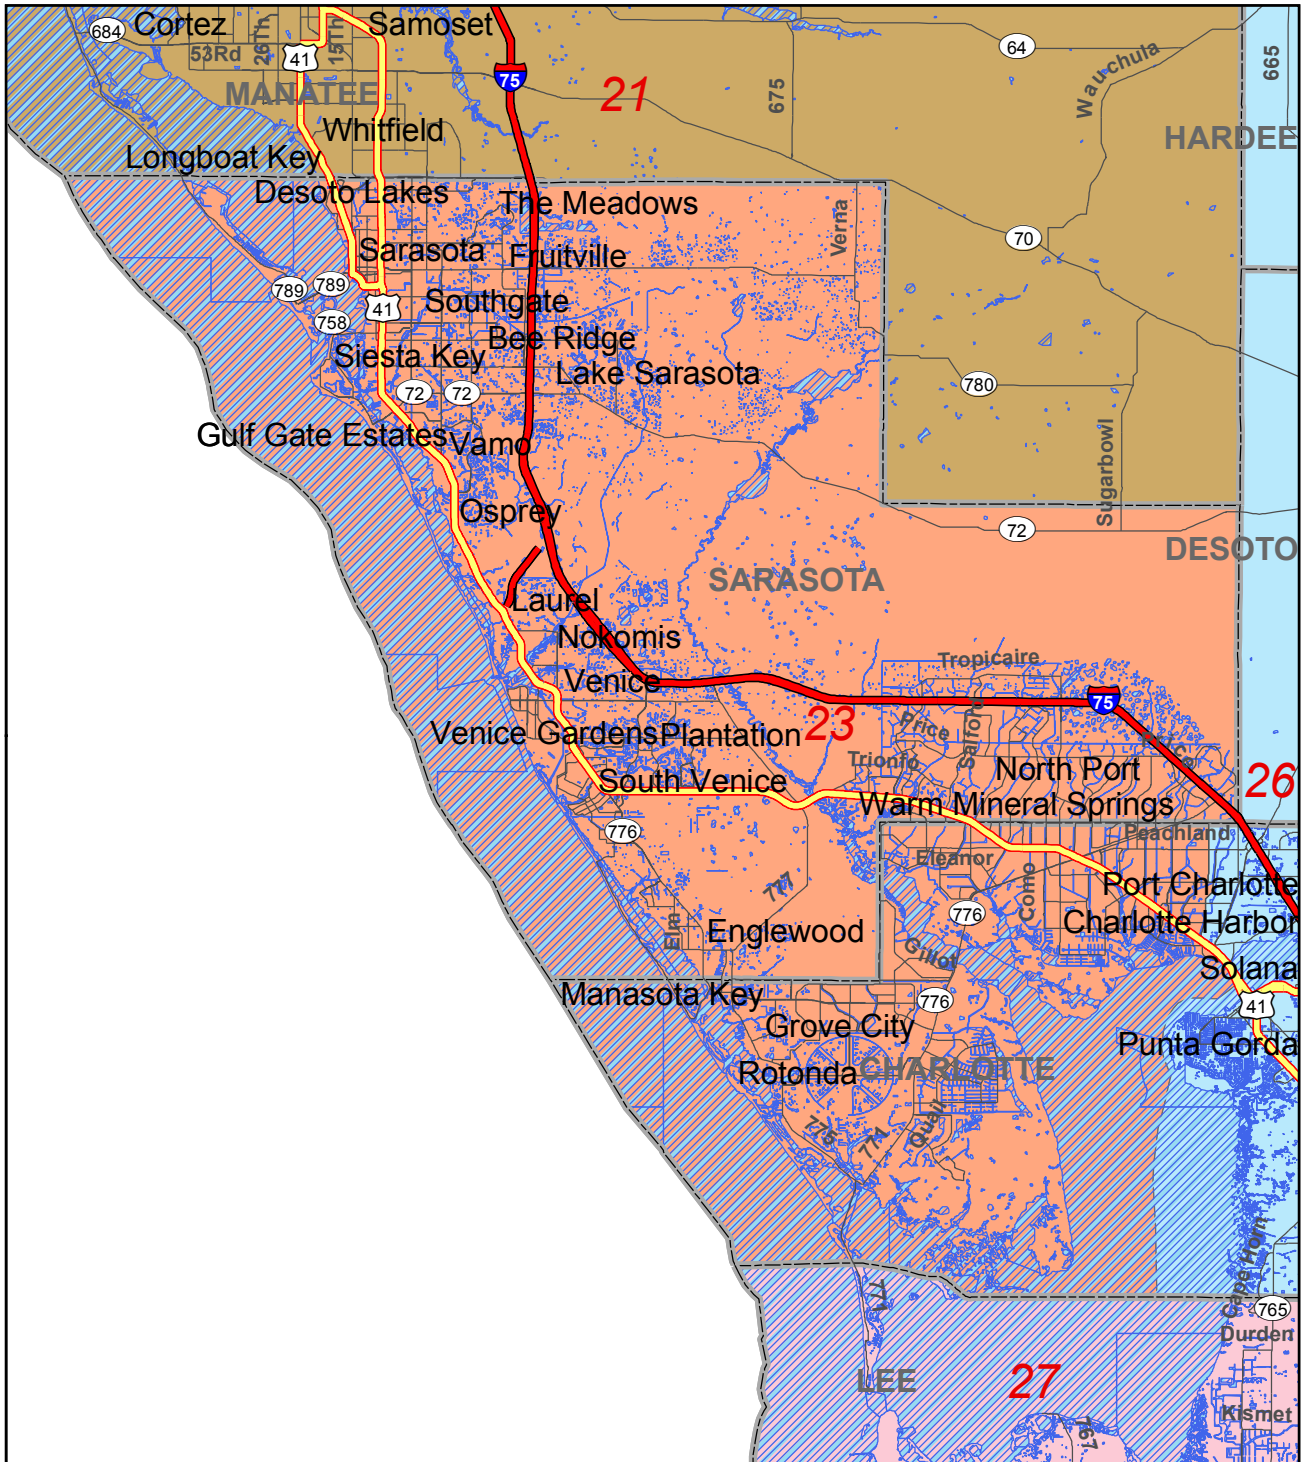 684
Cortez
26Th
15Th
Samoset
53Rd
41
75
21
675
64
Wauchula
665
MANATEE
Whitfield
HARDEE
Longboat Key
Desoto Lakes
The Meadows
Verna
70
Sarasota
Fruitville
789
789
758
41
Southgate
Bee Ridge
Siesta Key
Lake Sarasota
72
72
780
Gulf Gate Estates
Vamo
Sugarbowl
Osprey
72
DESOTO
SARASOTA
Laurel
Nokomis
Tropicaire
Venice
75
Venice Gardens
Plantation
23
Price
Salford
Trionfo
North Port
26
South Venice
Warm Mineral Springs
776
Peachland
Eleanor
777
Como
Port Charlotte
776
Charlotte Harbor
Elm
Englewood
Gillot
Solana
Manasota Key
776
41
Grove City
Punta Gorda
Rotonda
CHARLOTTE
775
771
Quail
Cape Horn
771
765
Durden
LEE
27
Kismet
767